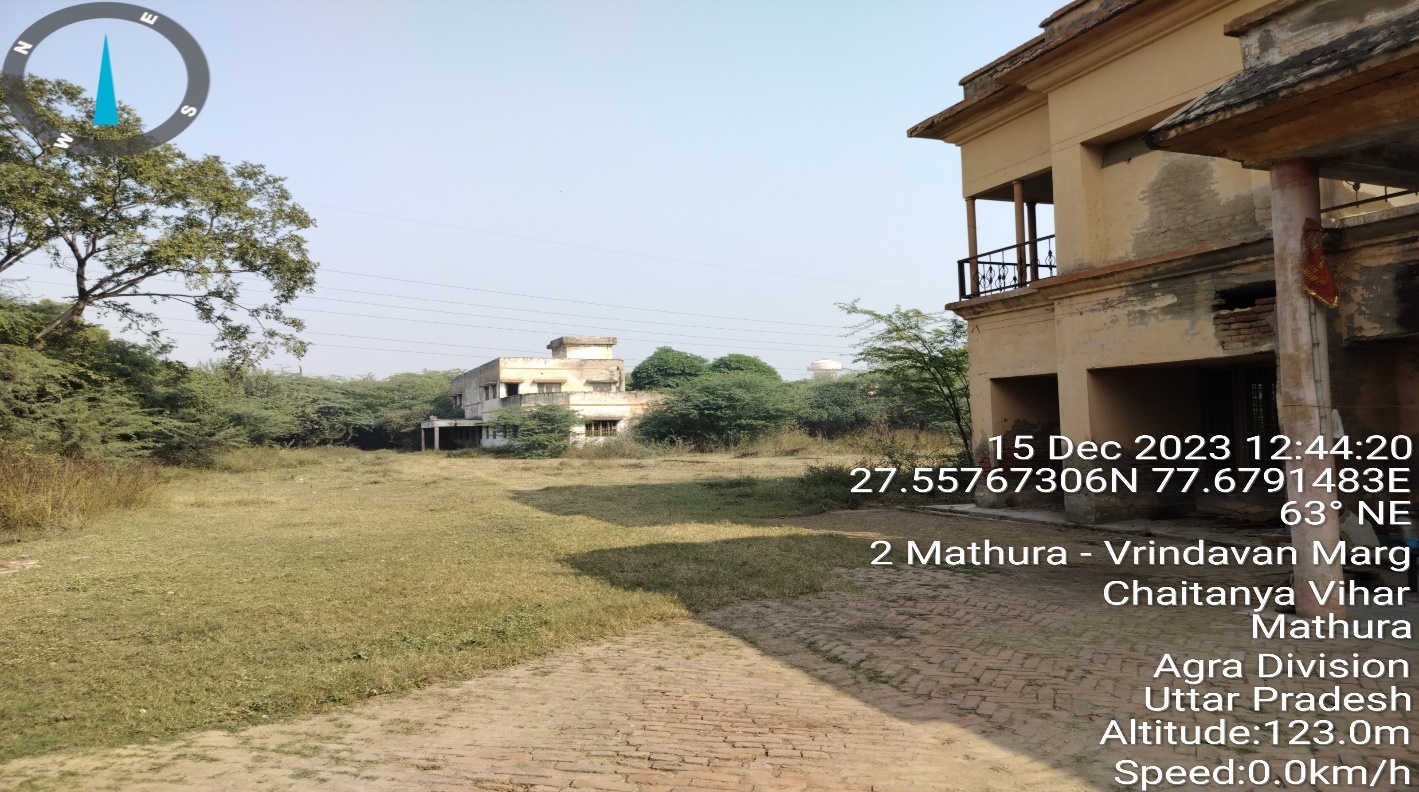 N
E
S
W
15 Dec 2023 12:44:20
27.55767306N 77.6791483E
63° NE
2 Mathura - Vrindavan Marg
Chaitanya Vihar
Mathura
Agra Division
Uttar Pradesh
Altitude:123.0m
Speed:0.0km/h